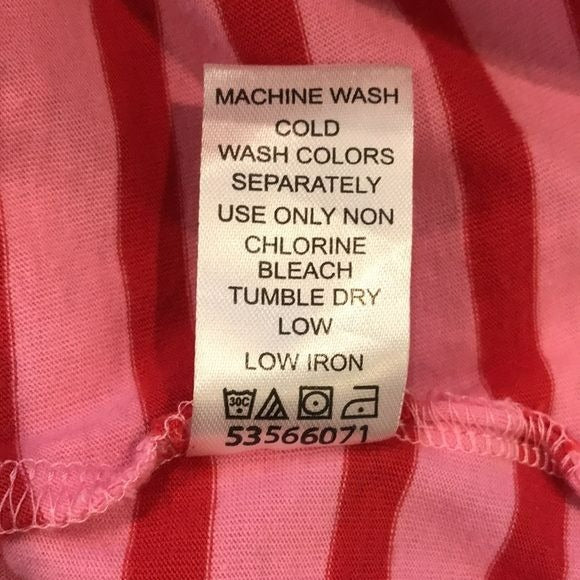 MACHINE WASH
COLD
WASH COLORS
SEPARATELY
USE ONLY NON
CHLORINE
BLEACH
TUMBLE DRY
LOW
LOW IRON
30C
53566071